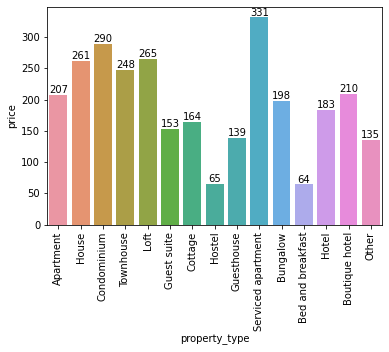 price
300
250
200
150
100
50
0
207
261
290
248
265
153
164
65
139
331
198
64
183
210
135
Apartment
House
Condominium
Townhouse
Loft
Guest suite
Cottage
Hostel
Guesthouse
Serviced apartment
Bungalow
Bed and breakfast
Hotel
Boutique hotel
Other
property_type